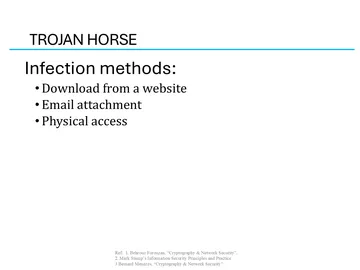 TROJAN HORSE
Infection methods:
• Download from a website
• Email attachment
• Physical access
Ref: 1. Behrouz Forouzan, "Cryptography & Network Security".
2. Mark Stamp's Information Security Principles and Practice
3 Bernard Menezes. "Cryptography & Network Security"